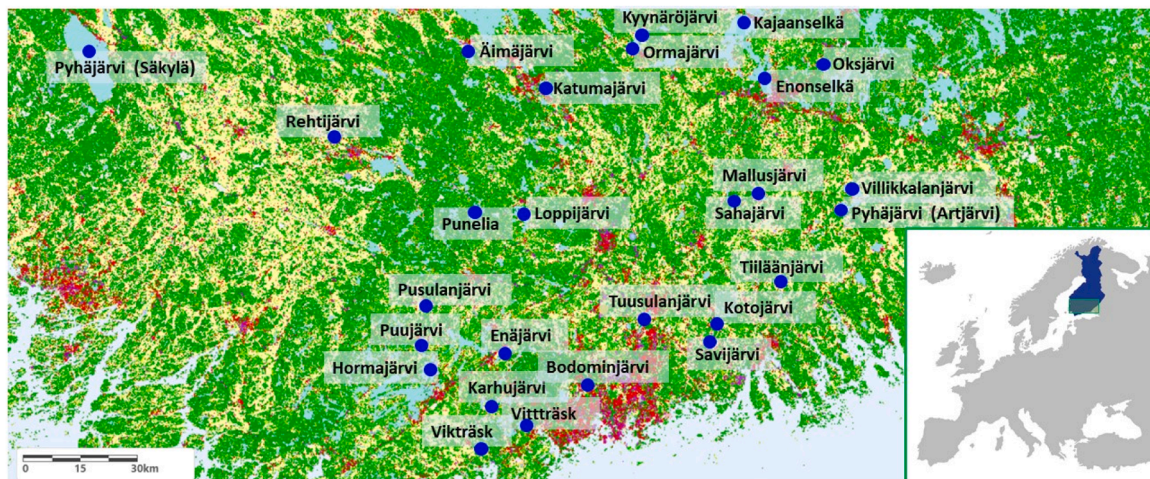 Kyynäröjärvi
Kajaanselkä
Pyhäjärvi (Säkylä)
Äimäjärvi
Ormajärvi
Oksjärvi
Katumajärvi
Enonselkä
Rehtijärvi
Mallusjärvi
Villikkalanjärvi
Punelia
Loppijärvi
Sahajärvi
Pyhäjärvi (Artjärvi)
Tiiläänjärvi
Pusulanjärvi
Tuusulanjärvi
Kotojärvi
Puujärvi
Enäjärvi
Savijärvi
Hormajärvi
Bodominjärvi
Karhujärvi
Vitträsk
Vikträsk
0 15 30km